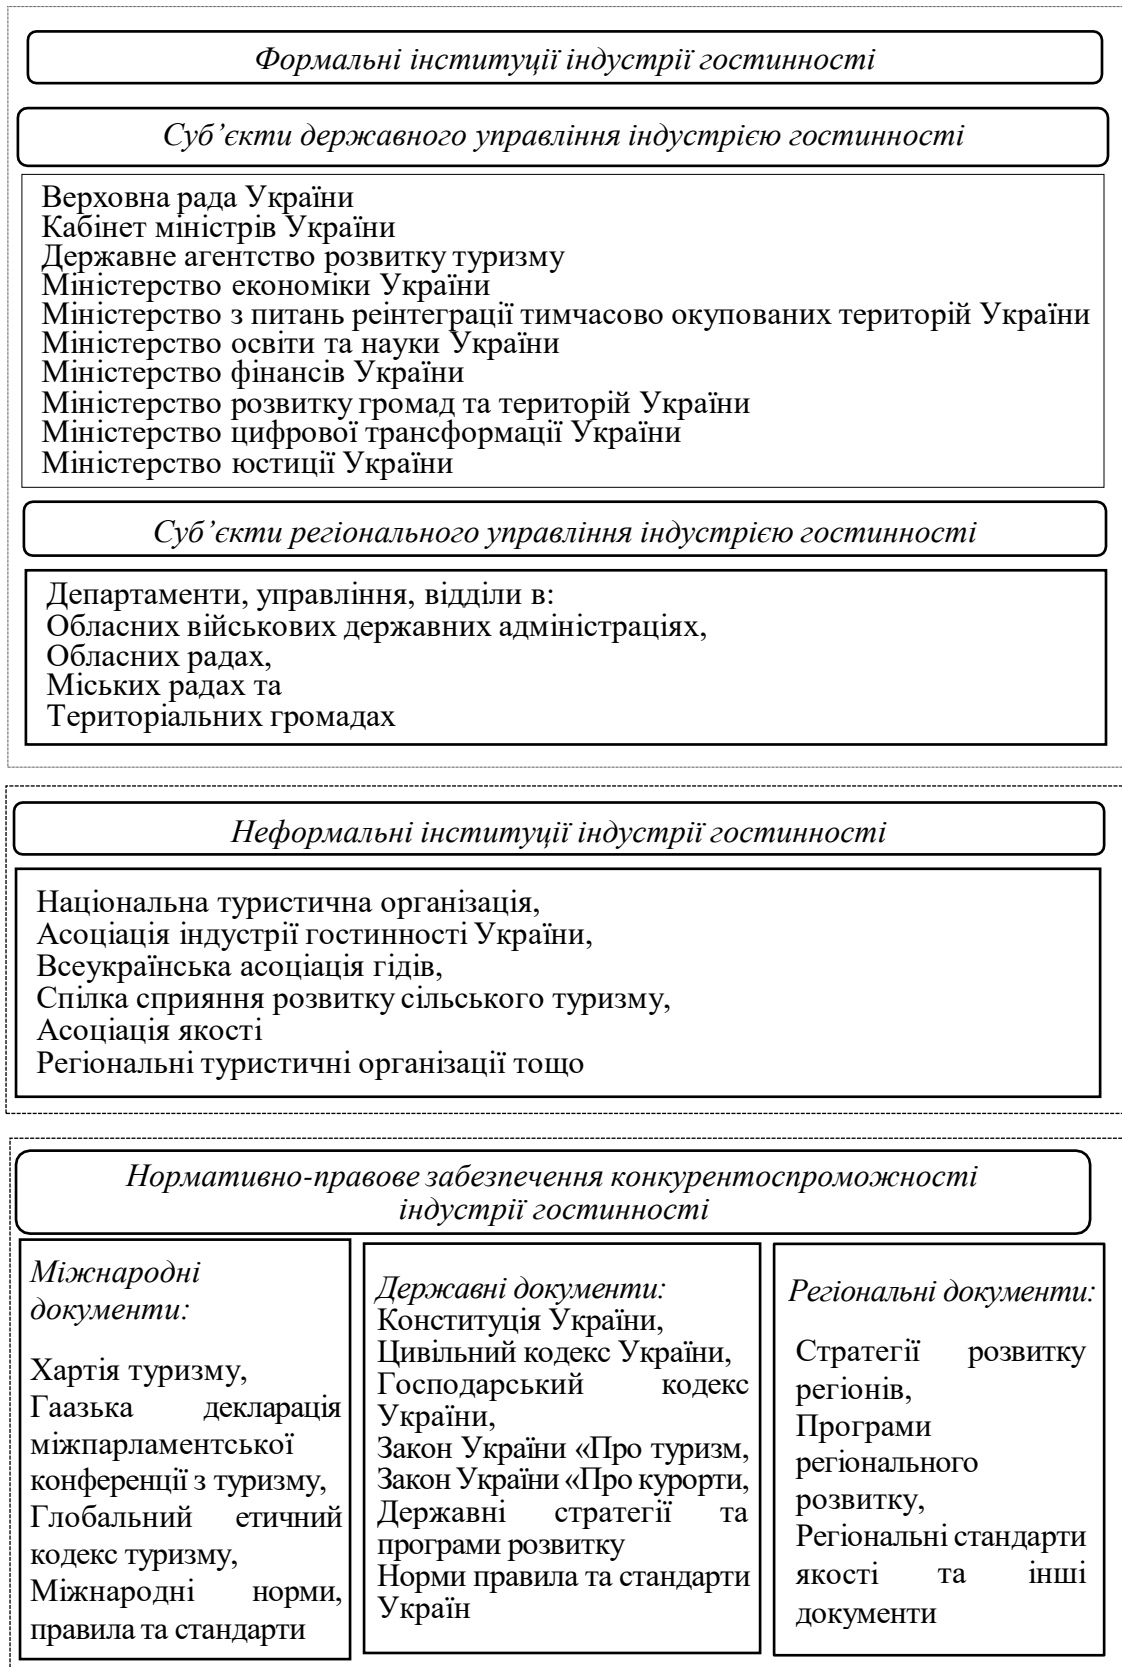 Формальні інституції індустрії гостинності
Суб’єкти державного управління індустрією гостинності
Верховна рада України
Кабінет міністрів України
Державне агентство розвитку туризму
Міністерство економіки України
Міністерство з питань реінтеграції тимчасово окупованих територій України
Міністерство освіти та науки України
Міністерство фінансів України
Міністерство розвитку громад та територій України
Міністерство цифрової трансформації України
Міністерство юстиції України
Суб’єкти регіонального управління індустрією гостинності
Департаменти, управління, відділи в:
Обласних військових державних адміністраціях,
Обласних радах,
Міських радах та
Територіальних громадах
Неформальні інституції індустрії гостинності
Національна туристична організація,
Асоціація індустрії гостинності України,
Всеукраїнська асоціація гідів,
Спілка сприяння розвитку сільського туризму,
Асоціація якості
Регіональні туристичні організації тощо
Нормативно-правове забезпечення конкурентоспроможності
індустрії гостинності
Міжнародні
документи:
Хартія туризму,
Гаазька декларація
міжпарламентської
конференції з туризму,
Глобальний етичний
кодекс туризму,
Міжнародні норми,
правила та стандарти
Державні документи:
Конституція України,
Цивільний кодекс України,
Господарський кодекс
України,
Закон України «Про туризм,
Закон України «Про курорти,
Державні стратегії та
програми розвитку
Норми правила та стандарти
Україн
Регіональні документи:
Стратегії розвитку
регіонів,
Програми
регіонального
розвитку,
Регіональні стандарти
якості та інші
документи